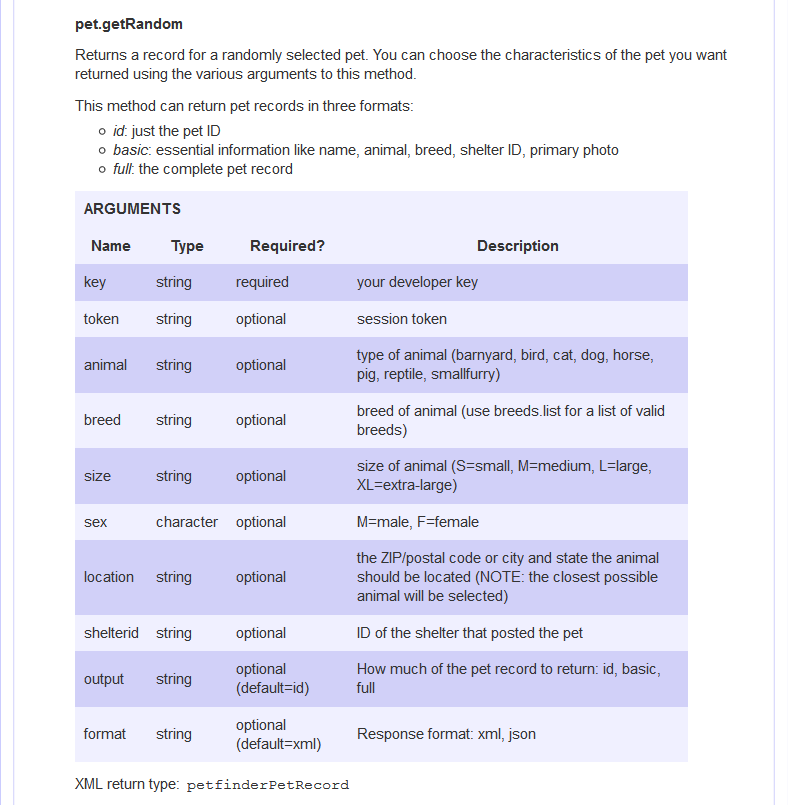 pet.getRandom
Returns a record for a randomly selected pet. You can choose the characteristics of the pet you want
returned using the various arguments to this method.
This method can return pet records in three formats:
id: just the pet ID
basic: essential information like name, animal, breed, shelter ID, primary photo
full: the complete pet record
ARGUMENTS
Name Type Required? Description
key string required your developer key
token string optional session token
animal string optional type of animal (barnyard, bird, cat, dog, horse,
pig, reptile, smallfurry)
breed string optional breed of animal (use breeds.list for a list of valid
breeds)
size string optional size of animal (S=small, M=medium, L=large,
XL=extra-large)
sex character optional M=male, F=female
location string optional the ZIP/postal code or city and state the animal
should be located (NOTE: the closest possible
animal will be selected)
shelterid string optional ID of the shelter that posted the pet
output string optional
(default=id) How much of the pet record to return: id, basic,
full
format string optional
(default=xml) Response format: xml, json
XML return type: petfinderPetRecord